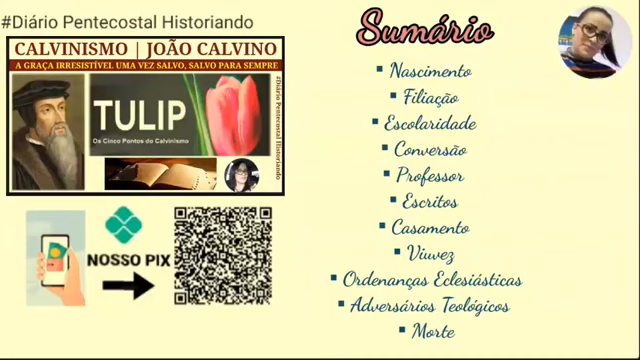 #Diário Pentecostal Historiando
CALVINISMO | JOÃO CALVINO
A GRAÇA IRRESISTÍVEL UMA VEZ SALVO, SALVO PARA SEMPRE
TULIP
Os Cinco Pontos do Calvinismo
#Diário Pentecostal Historiando
NOSSO PIX
Sumário
▪ Nascimento
▪ Filiação
▪ Escolaridade
▪ Conversão
▪ Professor
▪ Escritos
▪ Casamento
▪ Viuvez
▪ Ordenanças Eclesiásticas
▪ Adversários Teológicos
▪ Morte